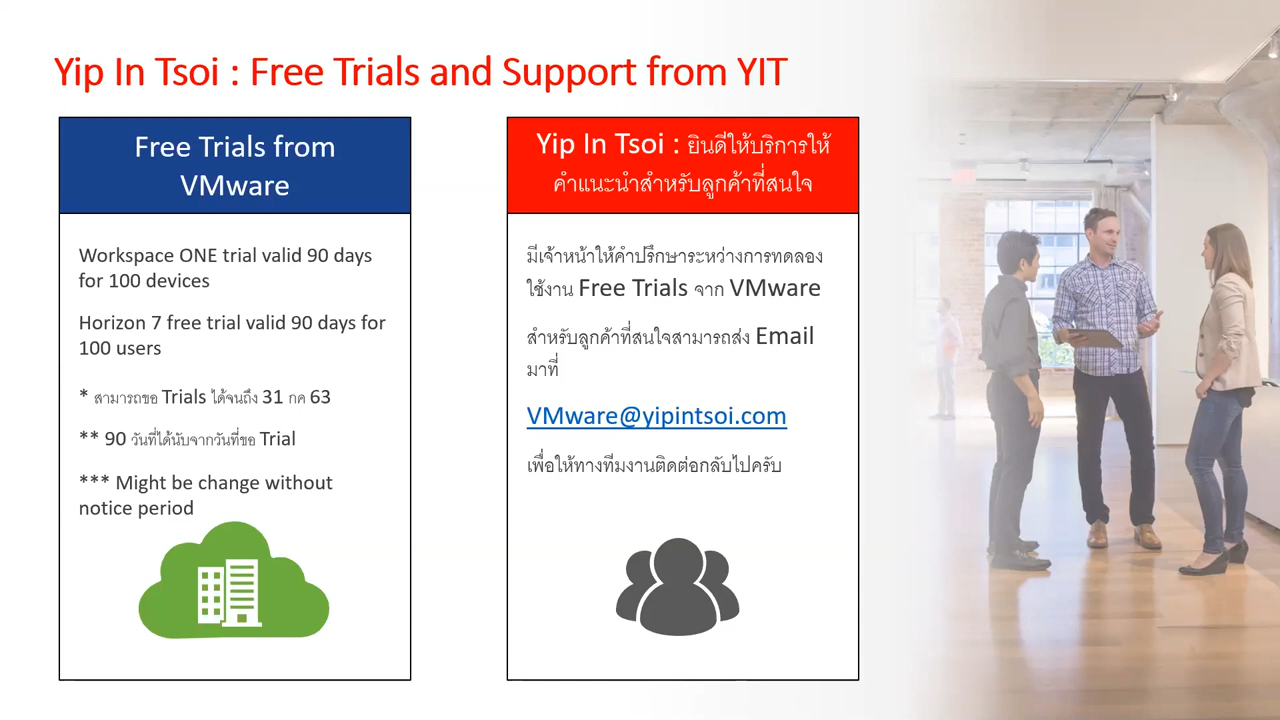 Yip In Tsoi : Free Trials and Support from YIT
Free Trials from
VMware
Workspace ONE trial valid 90 days
for 100 devices
Horizon 7 free trial valid 90 days for
100 users
* สามารถขอ Trials ได้จนถึง 31 กค 63
** 90 วันที่ได้นับจากวันที่ขอ Trial
*** Might be change without
notice period
Yip In Tsoi : ยินดีให้บริการให้
คำแนะนำสำหรับลูกค้าที่สนใจ
มีเจ้าหน้าให้คำปรึกษาระหว่างการทดลอง
ใช้งาน Free Trials จาก VMware
สำหรับลูกค้าที่สนใจสามารถส่ง Email
มาที่
VMware@yipintsoi.com
เพื่อให้ทางทีมงานติดต่อกลับไปครับ